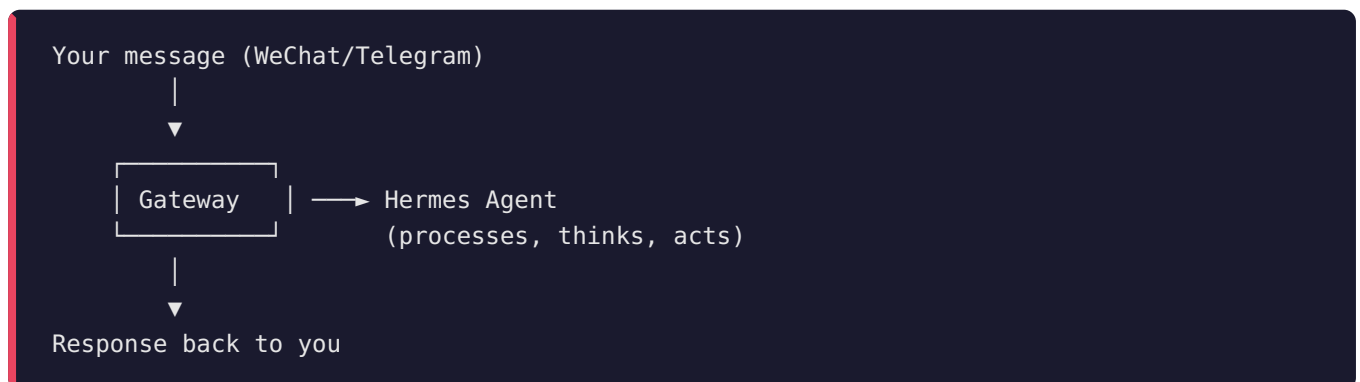 Your message (WeChat/Telegram)
│
▼
┌───────────┐
│ Gateway   │ ───► Hermes Agent
└───────────┘      (processes, thinks, acts)
│
▼
Response back to you